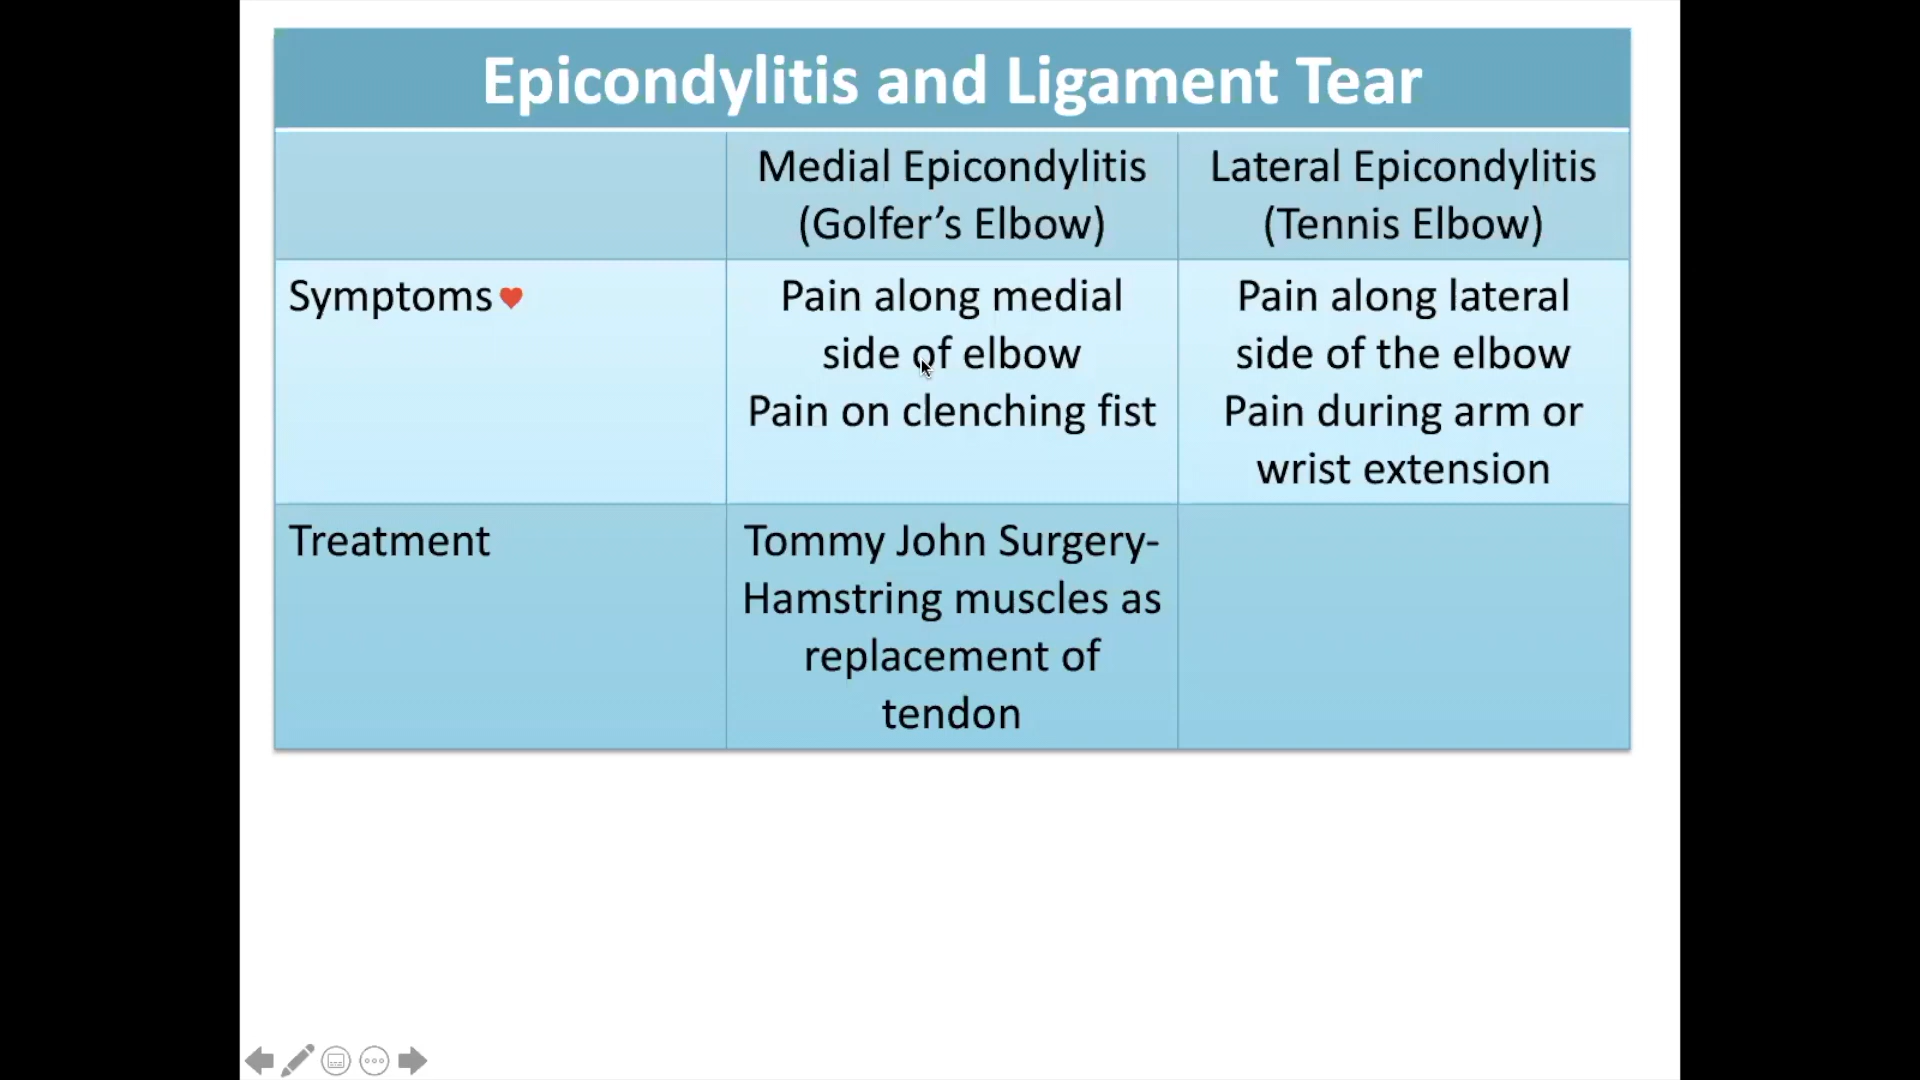 Epicondylitis and Ligament Tear
Medial Epicondylitis
(Golfer’s Elbow)
Lateral Epicondylitis
(Tennis Elbow)
Symptoms
Pain along medial
side of elbow
Pain on clenching fist
Pain along lateral
side of the elbow
Pain during arm or
wrist extension
Treatment
Tommy John Surgery-
Hamstring muscles as
replacement of
tendon